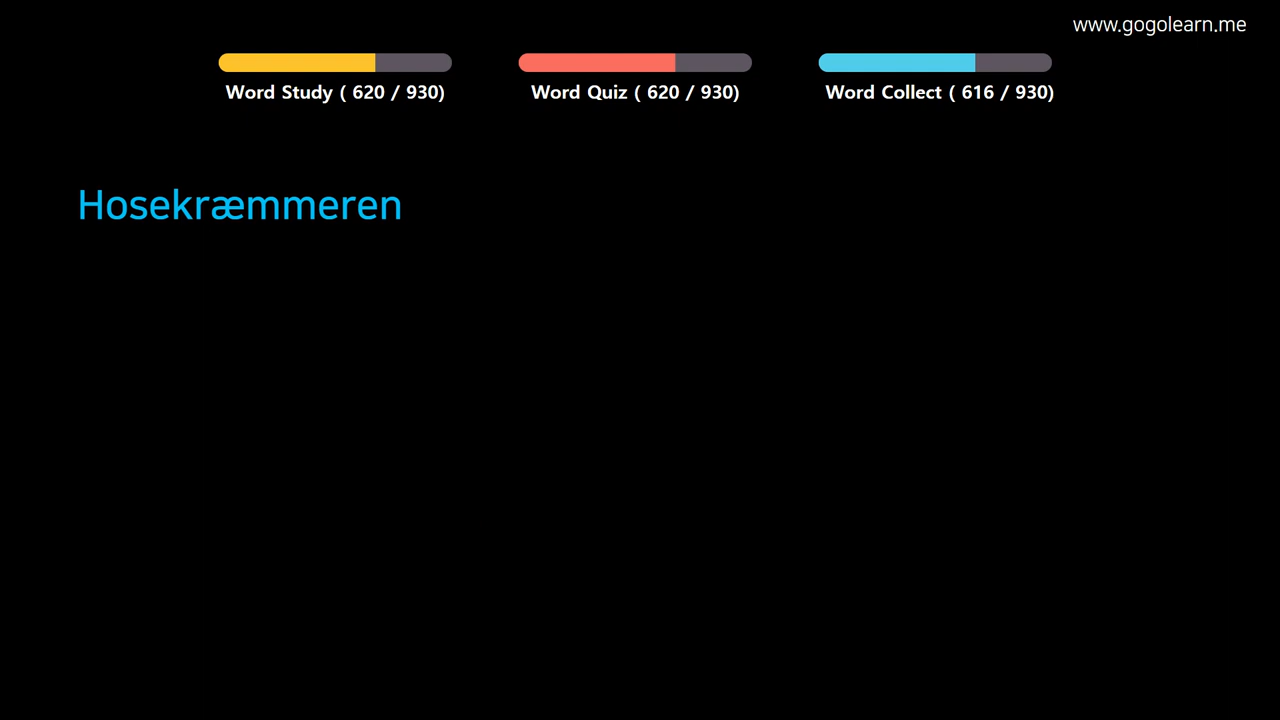 www.gogolearn.me
Word Study ( 620 / 930)
Word Quiz ( 620 / 930)
Word Collect ( 616 / 930)
Hosekræmmeren